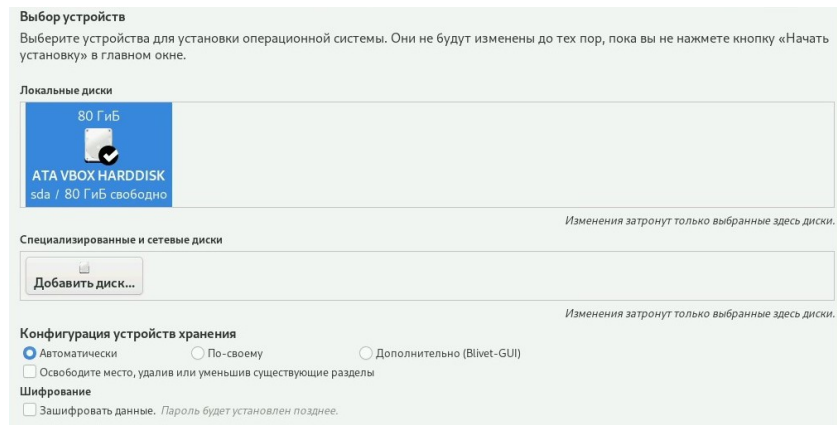 Выбор устройств
Выберите устройства для установки операционной системы. Они не будут изменены до тех пор, пока вы не нажмете кнопку «Начать
установку» в главном окне.
Локальные диски
80 ГиБ
ATA VBOX HARDDISK
sda / 80 ГиБ свободно
Изменения затронут только выбранные здесь диски.
Специализированные и сетевые диски
Добавить диск...
Изменения затронут только выбранные здесь диски.
Конфигурация устройств хранения
Автоматически По-своему Дополнительно (Blivet-GUI)
Освободите место, удалив или уменьшив существующие разделы
Шифрование
Зашифровать данные. Пароль будет установлен позднее.